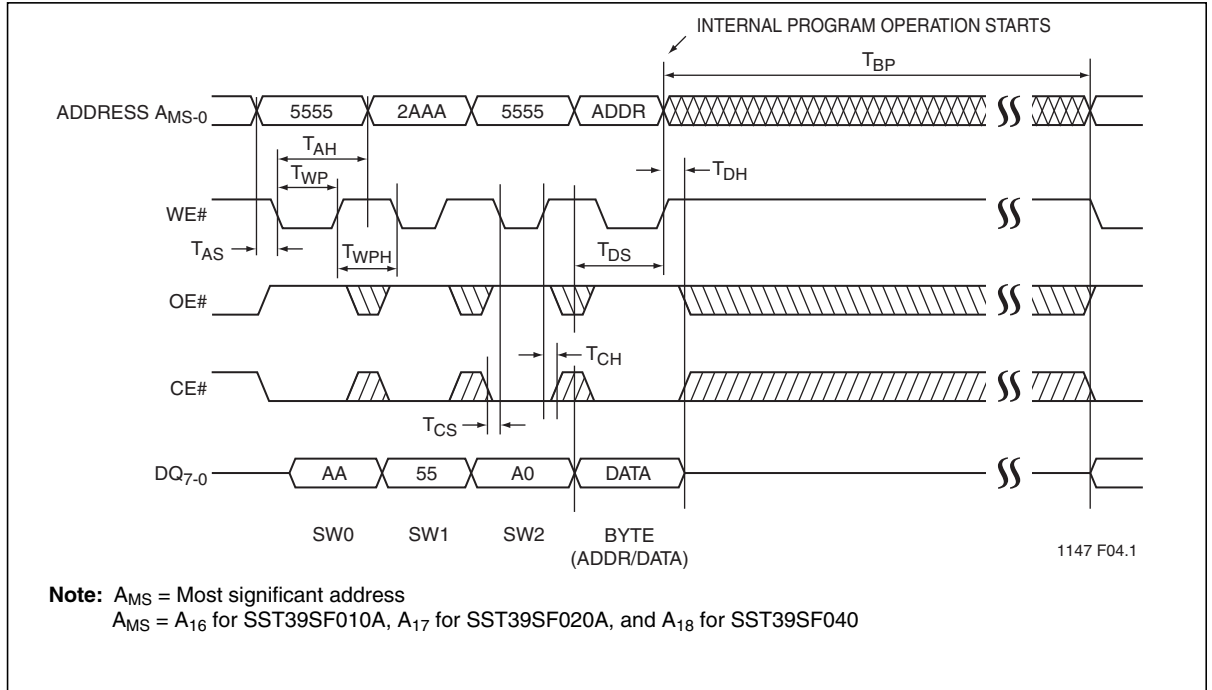 INTERNAL PROGRAM OPERATION STARTS
TBP
ADDRESS AMS-0
5555
2AAA
5555
ADDR
TAH
TDH
TWP
WE#
TAS
TWPH
TDS
OE#
TCH
CE#
TCS
DQ7-0
AA
55
A0
DATA
SW0
SW1
SW2
BYTE
(ADDR/DATA)
1147 F04.1
Note: AMS = Most significant address
AMS = A16 for SST39SF010A, A17 for SST39SF020A, and A18 for SST39SF040